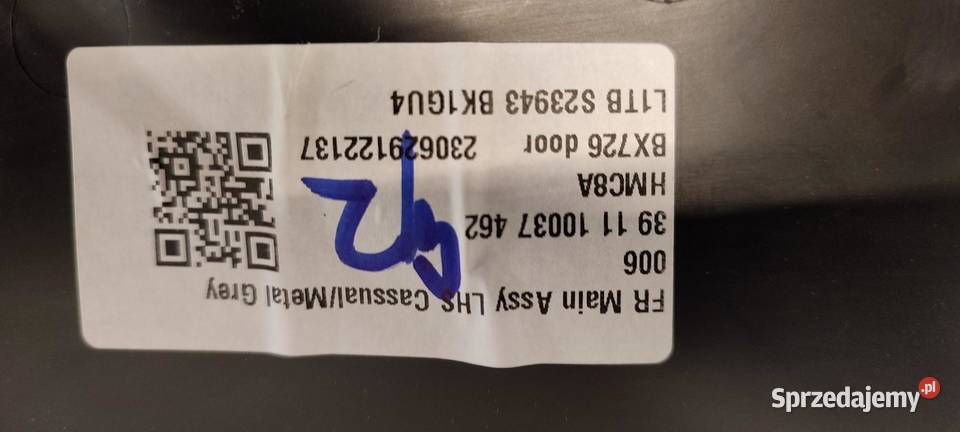 FR Main Assy LHS Cassual/Metal Grey
006
39 11 10037 462
HMC8A
BX726 door 230629122137
L1TB S23943 BK1GU4
Sprzedajemy.pl